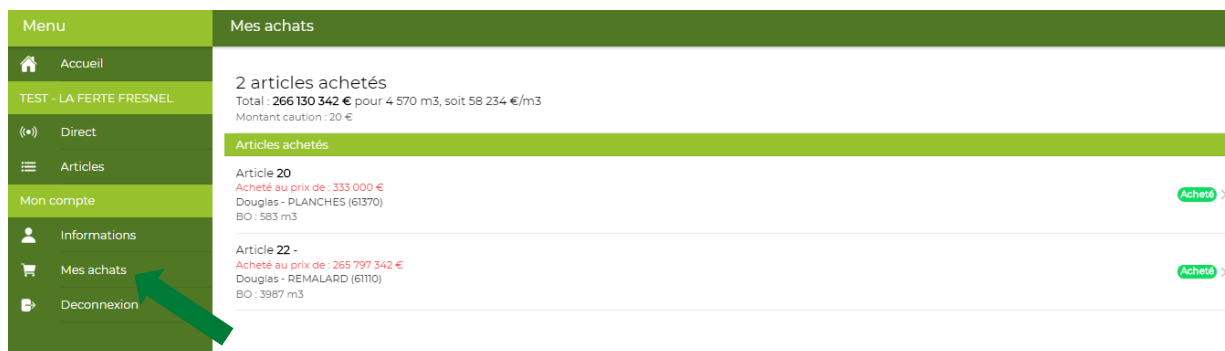 Menu
Accueil
TEST - LA FERTE FRESNEL
Direct
Articles
Mon compte
Informations
Mes achats
Deconnexion
Mes achats
2 articles achetés
Total : 266 130 342 € pour 4 570 m3, soit 58 234 €/m3
Montant caution : 20 €
Articles achetés
Article 20
Acheté au prix de : 333 000 €
Douglas - PLANCHES (61370)
BO : 583 m3
Acheté
Article 22 -
Acheté au prix de : 265 797 342 €
Douglas - REMALARD (61110)
BO : 3987 m3
Acheté